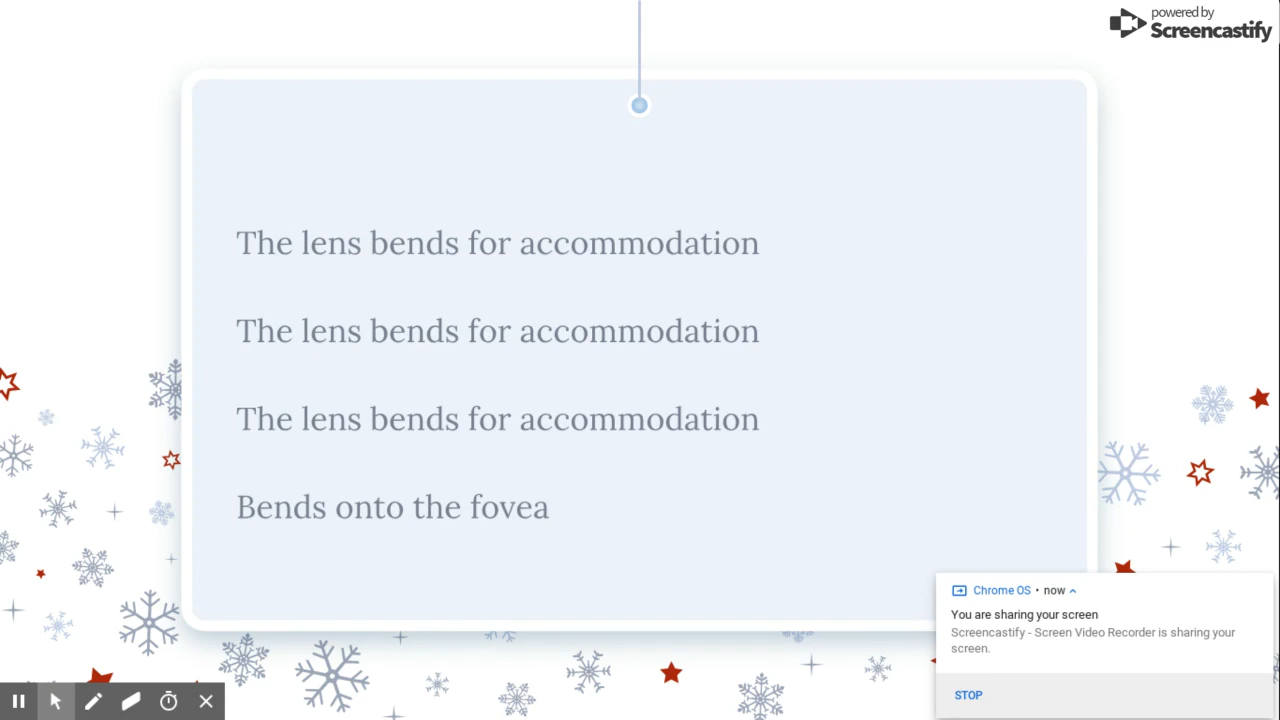 powered by
Screencastify
The lens bends for accommodation
The lens bends for accommodation
The lens bends for accommodation
Bends onto the fovea
Chrome OS • now
You are sharing your screen
Screencastify - Screen Video Recorder is sharing your
screen.
STOP